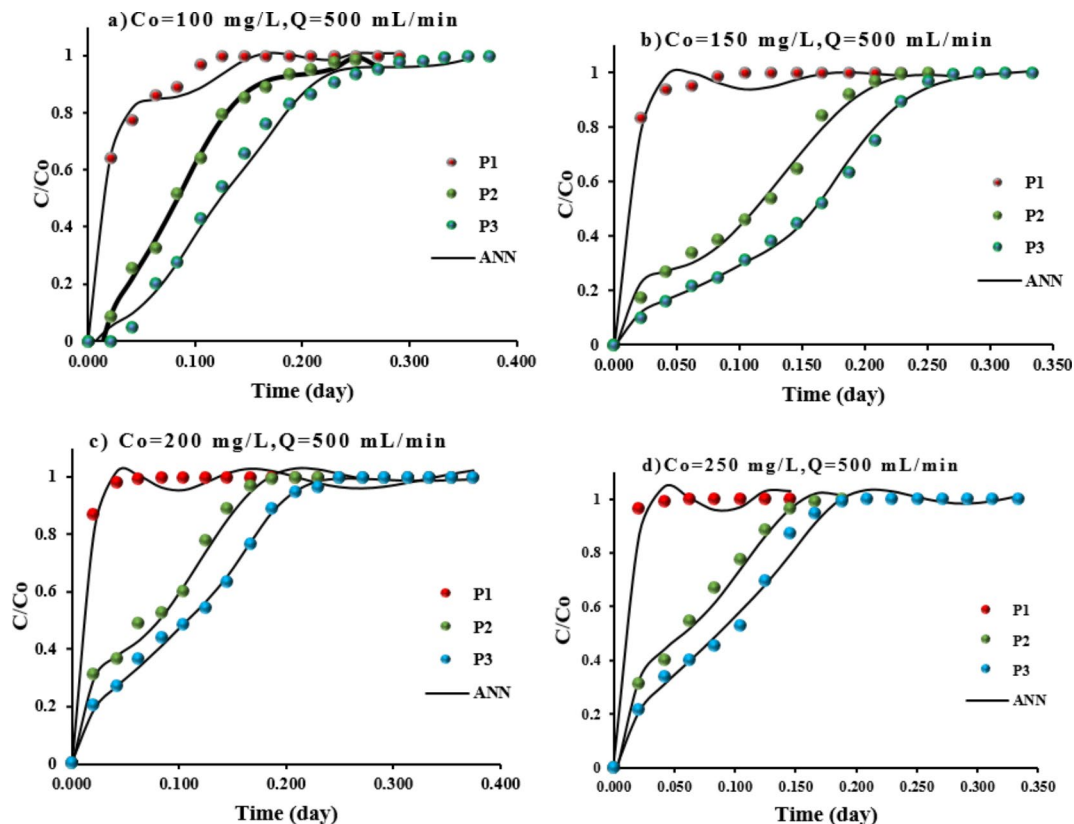 a)Co=100 mg/L,Q=500 mL/min
1
0.8
0.6
0.4
0.2
0
C/Co
P1
P2
P3
ANN
0.000 0.100 0.200 0.300 0.400
Time (day)
b)Co=150 mg/L,Q=500 mL/min
1
0.8
0.6
0.4
0.2
0
C/Co
P1
P2
P3
ANN
0.000 0.050 0.100 0.150 0.200 0.250 0.300 0.350
Time (day)
c) Co=200 mg/L,Q=500 mL/min
1
0.8
0.6
0.4
0.2
0
C/Co
P1
P2
P3
ANN
0.000 0.100 0.200 0.300 0.400
Time (day)
d)Co=250 mg/L,Q=500 mL/min
1
0.8
0.6
0.4
0.2
0
C/Co
P1
P2
P3
ANN
0.000 0.050 0.100 0.150 0.200 0.250 0.300 0.350
Time (day)